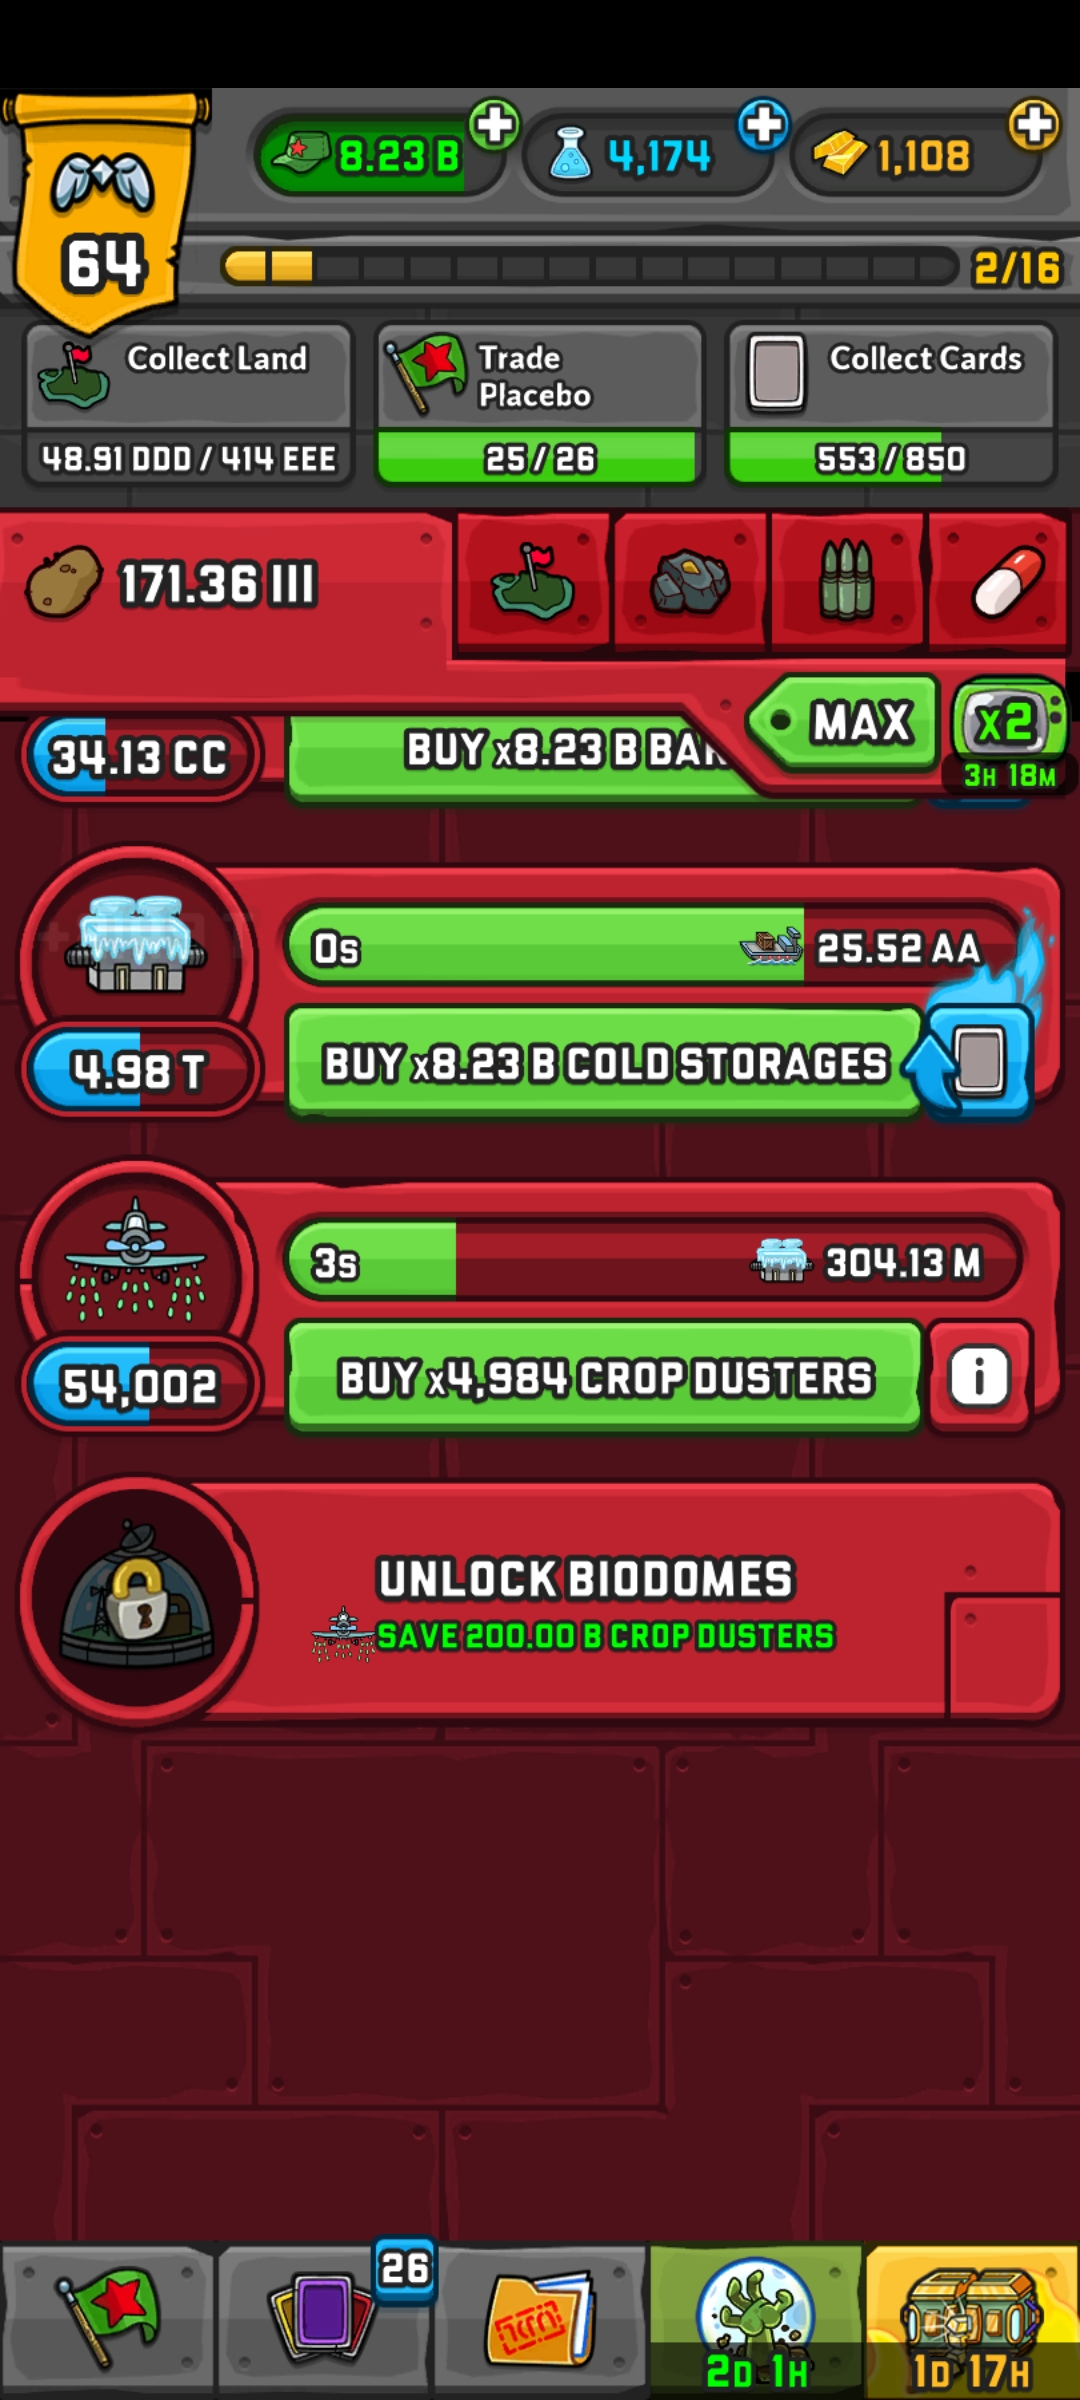 64
8.23 B
4,174
1,108
2/16
Collect Land
48.91 DDD / 414 EEE
Trade
Placebo
25 / 26
Collect Cards
553 / 850
171.36 III
MAX
x2
3H 18M
34.13 CC
BUY x8.23 B BAR
0s
25.52 AA
4.98 T
BUY x8.23 B COLD STORAGES
3s
304.13 M
54,002
BUY x4,984 CROP DUSTERS
i
UNLOCK BIODOMES
SAVE 200.00 B CROP DUSTERS
26
2D 1H
1D 17H